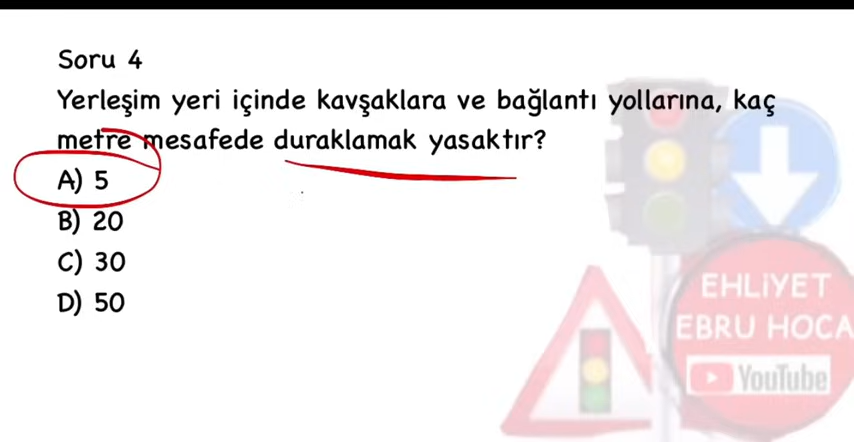 Soru 4
Yerleşim yeri içinde kavşaklara ve bağlantı yollarına, kaç
metre mesafede duraklamak yasaktır?
A) 5
B) 20
C) 30
D) 50
EHLİYET
EBRU HOCA
YouTube